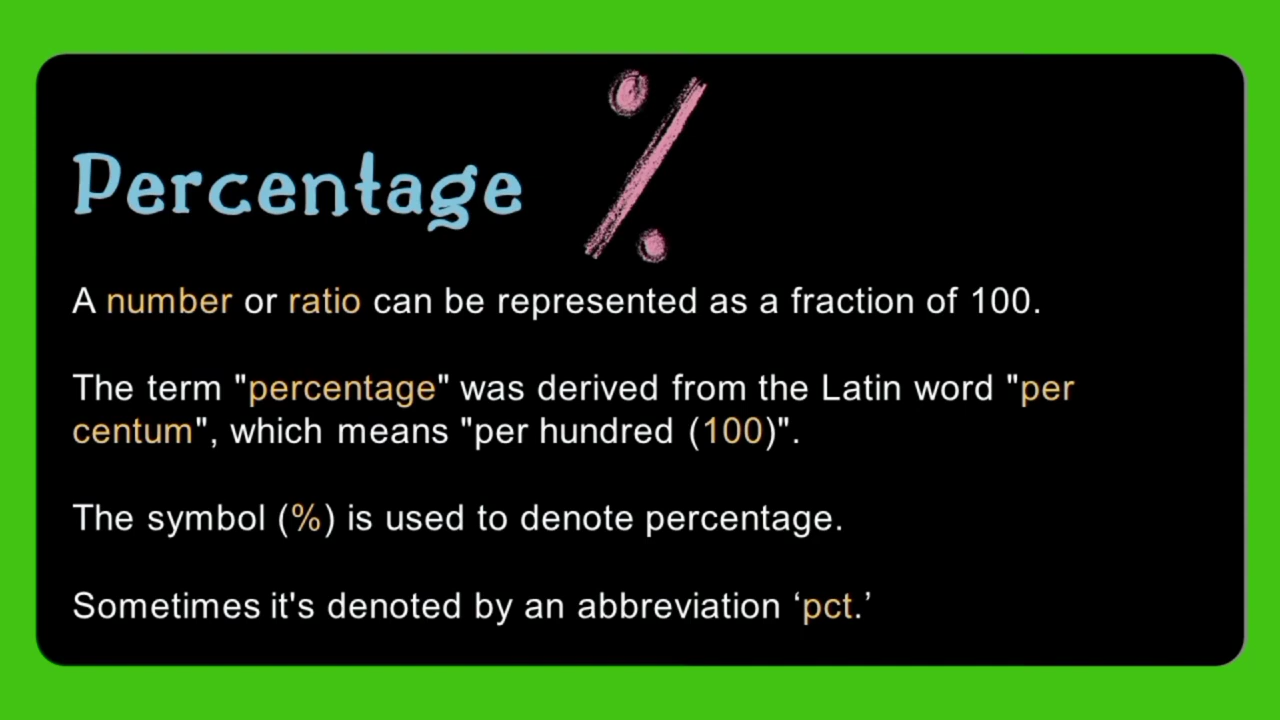 Percentage %
A number or ratio can be represented as a fraction of 100.
The term "percentage" was derived from the Latin word "per
centum", which means "per hundred (100)".
The symbol (%) is used to denote percentage.
Sometimes it's denoted by an abbreviation ‘pct.’